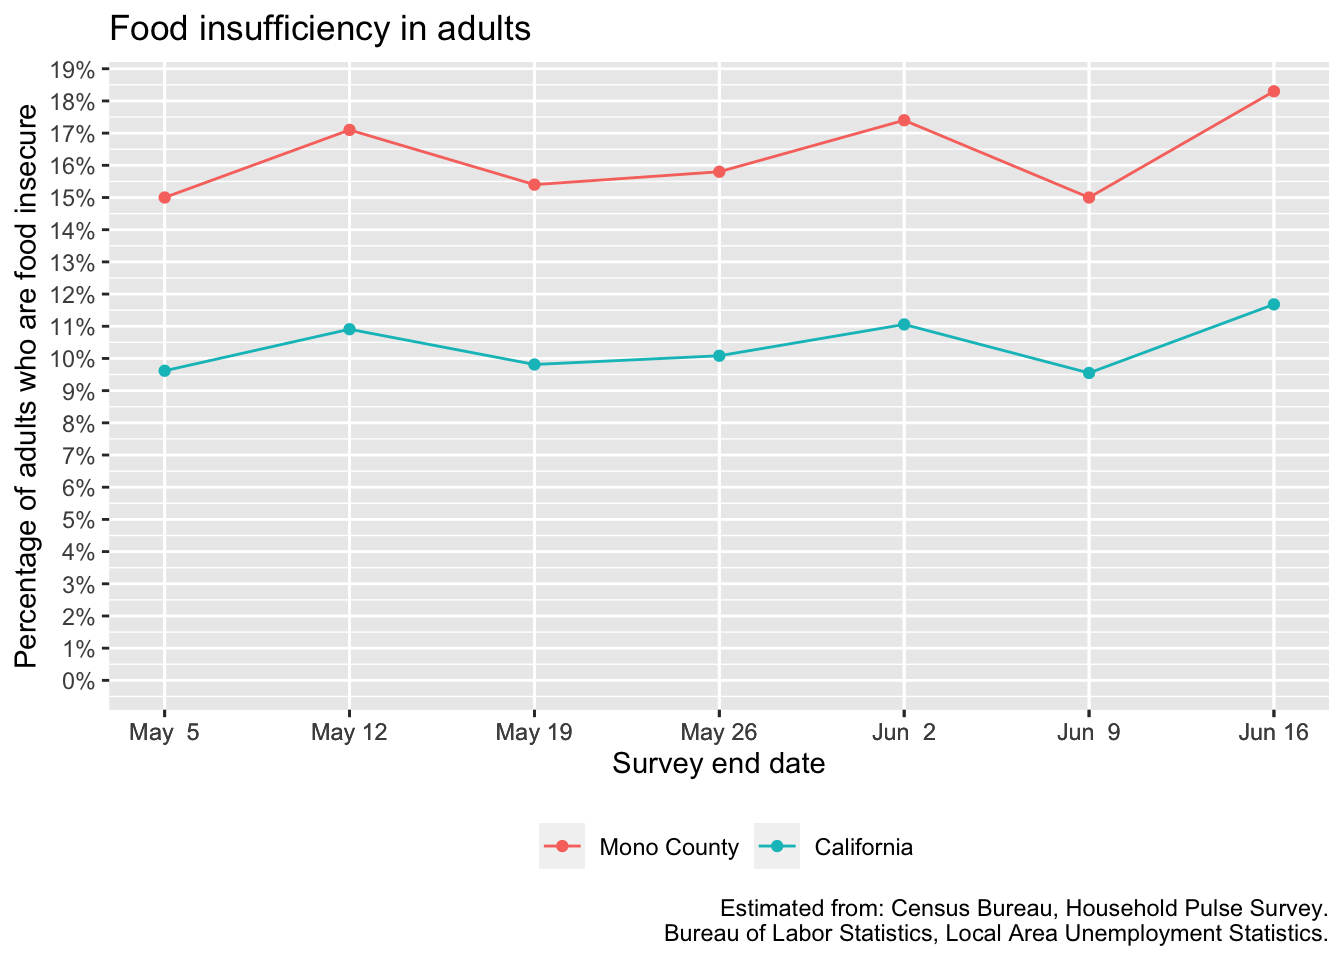 Food insufficiency in adults
Percentage of adults who are food insecure
19%
18%
17%
16%
15%
14%
13%
12%
11%
10%
9%
8%
7%
6%
5%
4%
3%
2%
1%
0%
May  5 May 12 May 19 May 26 Jun  2 Jun  9 Jun 16
Survey end date
Mono County California
Estimated from: Census Bureau, Household Pulse Survey.
Bureau of Labor Statistics, Local Area Unemployment Statistics.